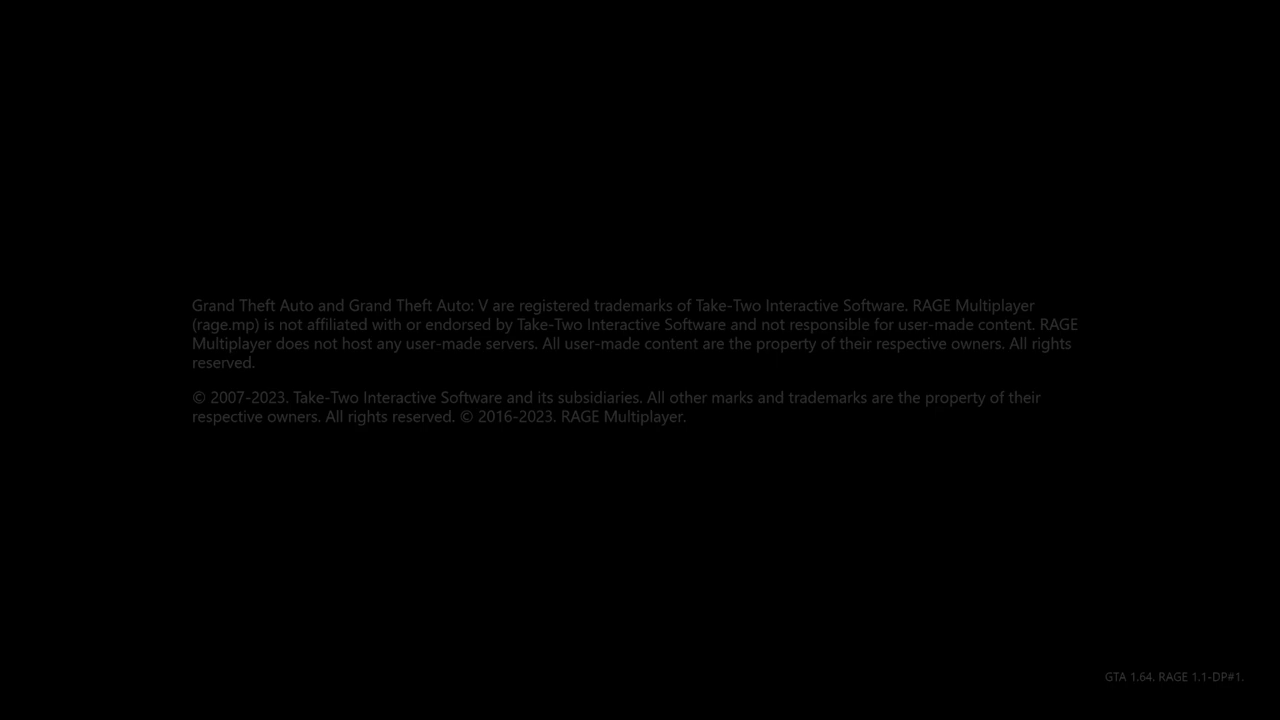 Grand Theft Auto and Grand Theft Auto: V are registered trademarks of Take-Two Interactive Software. RAGE Multiplayer
(rage.mp) is not affiliated with or endorsed by Take-Two Interactive Software and not responsible for user-made content. RAGE
Multiplayer does not host any user-made servers. All user-made content are the property of their respective owners. All rights
reserved.
© 2007-2023. Take-Two Interactive Software and its subsidiaries. All other marks and trademarks are the property of their
respective owners. All rights reserved. © 2016-2023. RAGE Multiplayer.
GTA 1.64. RAGE 1.1-DP#1.